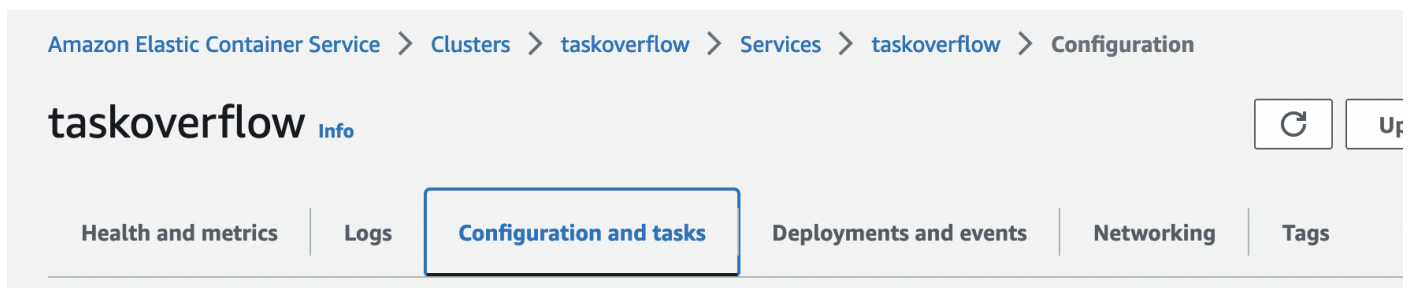 Amazon Elastic Container Service > Clusters > taskoverflow > Services > taskoverflow > Configuration
taskoverflow Info
Up
Health and metrics Logs Configuration and tasks Deployments and events Networking Tags